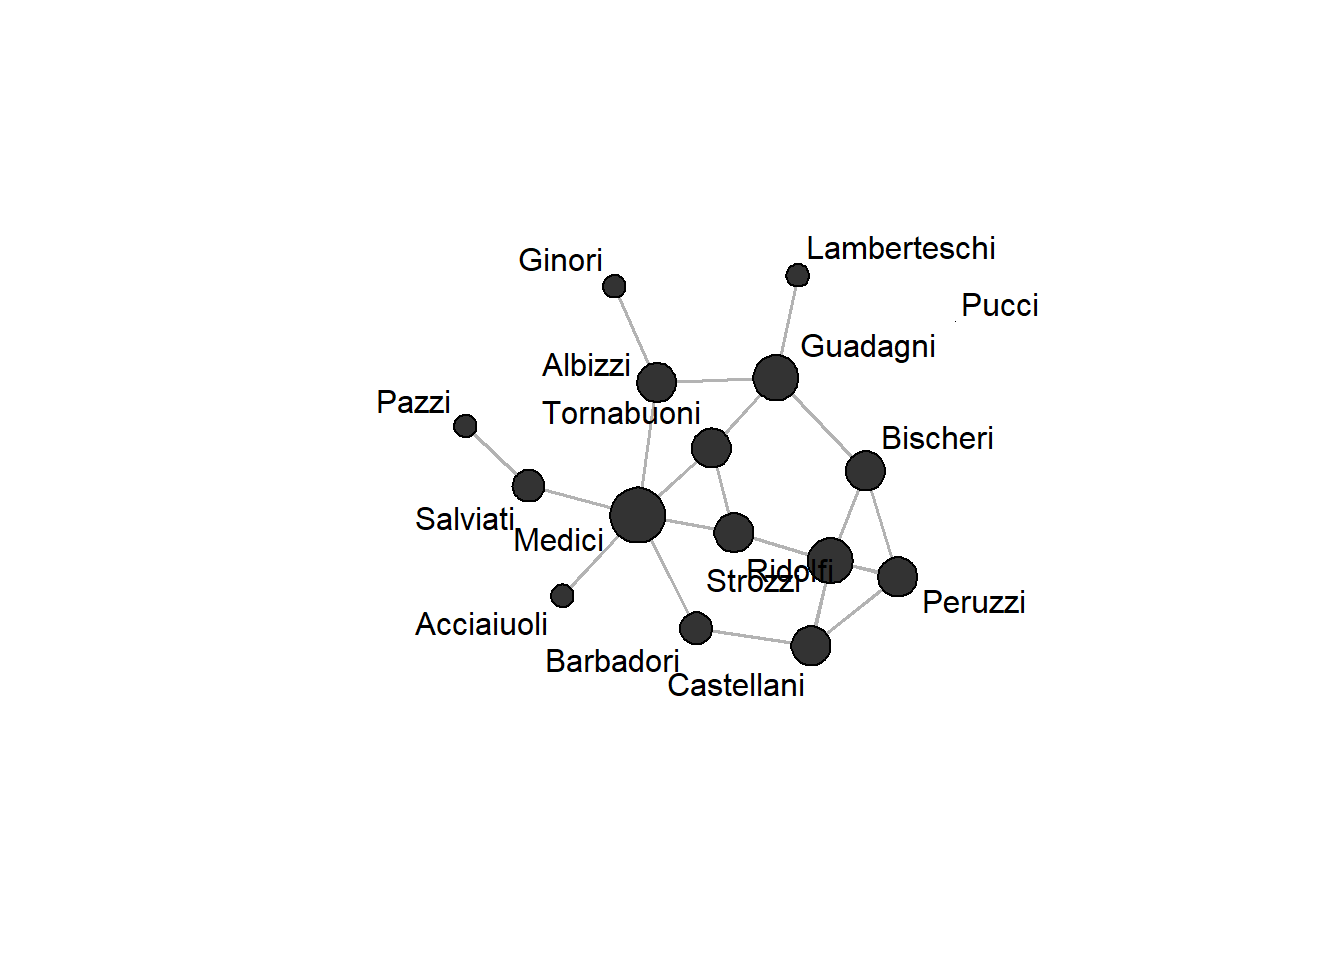 Lamberteschi
Ginori
Pucci
Guadagni
Albizzi
Pazzi
Tornabuoni
Bischeri
Salviati
Medici
Ridolfi
Strozzi
Peruzzi
Acciaiuoli
Barbadori
Castellani